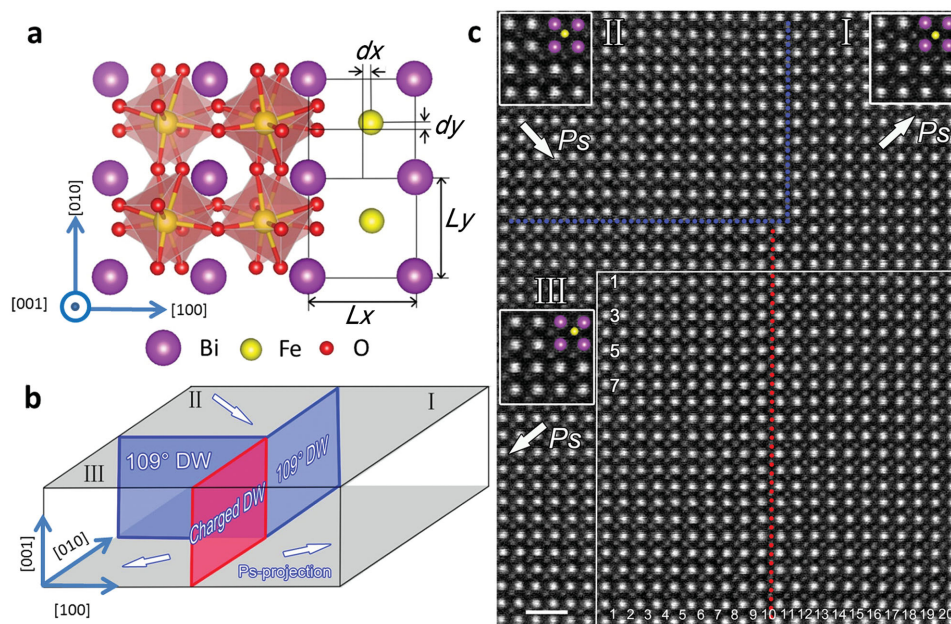 a
dx
dy
Ly
Lx
[010]
[001]
[100]
Bi Fe O
b
II
I
III
109° DW
109° DW
Charged DW
Ps-projection
[001]
[010]
[100]
c
II
I
Ps
Ps
III
Ps
1
3
5
7
1 2 3 4 5 6 7 8 9 10 11 12 13 14 15 16 17 18 19 20